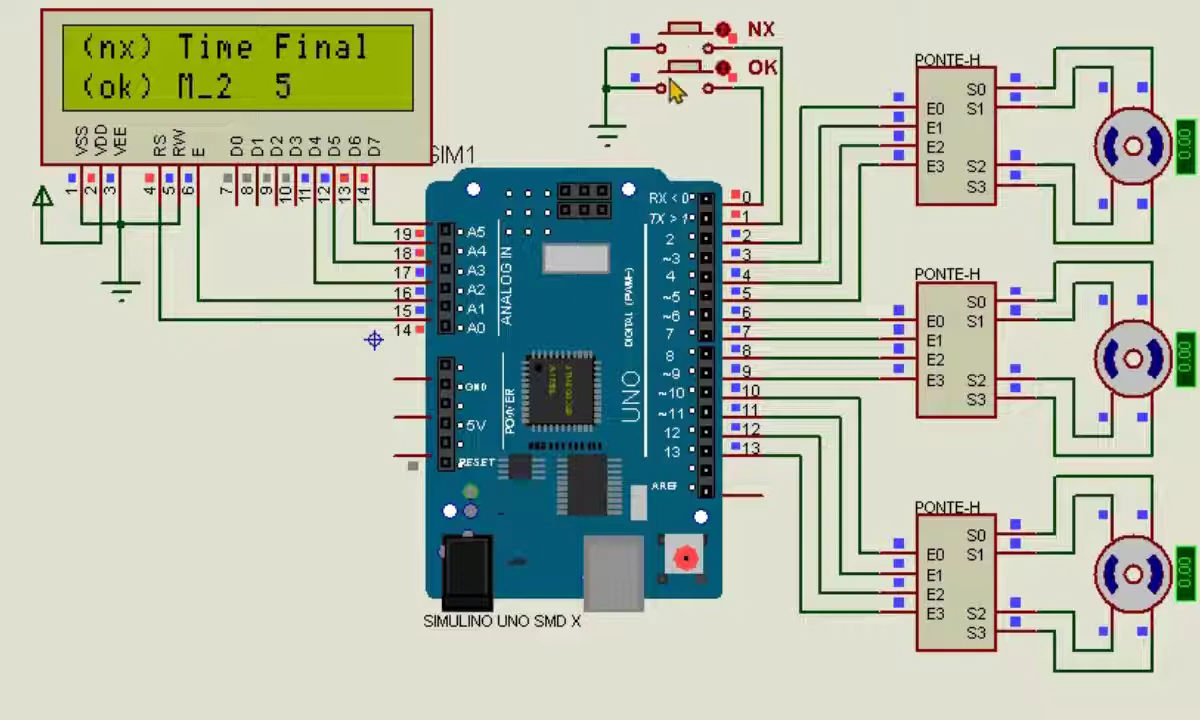 (nx) Time Final
(ok) M_2 5
VSS VDD VEE RS RW E D0 D1 D2 D3 D4 D5 D6 D7
1 2 3 4 5 6 7 8 9 10 11 12 13 14
NX
OK
SIM1
19 A5
18 A4
17 A3
16 A2
15 A1
14 A0
ANALOG IN
GND
5V
RESET
POWER
RX < 0 0
TX > 1 1
2 2
~3 3
4 4
~5 5
~6 6
7 7
8 8
~9 9
~10 10
~11 11
12 12
13 13
AREF
DIGITAL (PWM~)
UNO
SIMULINO UNO SMD X
PONTE-H
E0 S0
E1 S1
E2 S2
E3 S3
0.00
PONTE-H
E0 S0
E1 S1
E2 S2
E3 S3
0.00
PONTE-H
E0 S0
E1 S1
E2 S2
E3 S3
0.00